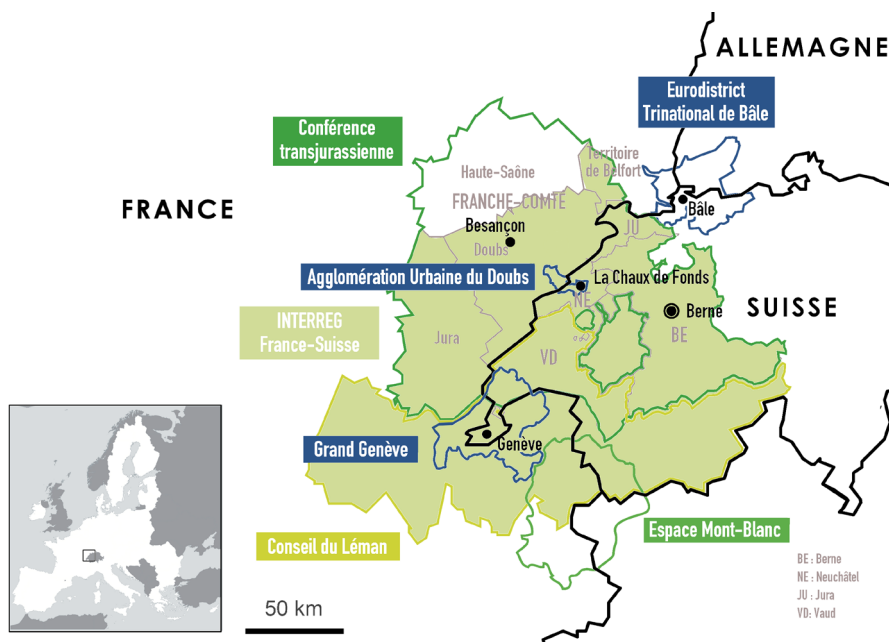 ALLEMAGNE
Eurodistrict
Trinational de Bâle
Conférence
transjurassienne
Territoire
de Belfort
Haute-Saône
FRANCHE-COMTÉ
FRANCE
Bâle
Besançon
JU
Doubs
Agglomération Urbaine du Doubs
La Chaux de Fonds
NE
SUISSE
INTERREG
France-Suisse
Berne
Jura
VD
BE
Grand Genève
Genève
Conseil du Léman
Espace Mont-Blanc
BE : Berne
NE : Neuchâtel
JU : Jura
VD: Vaud
50 km